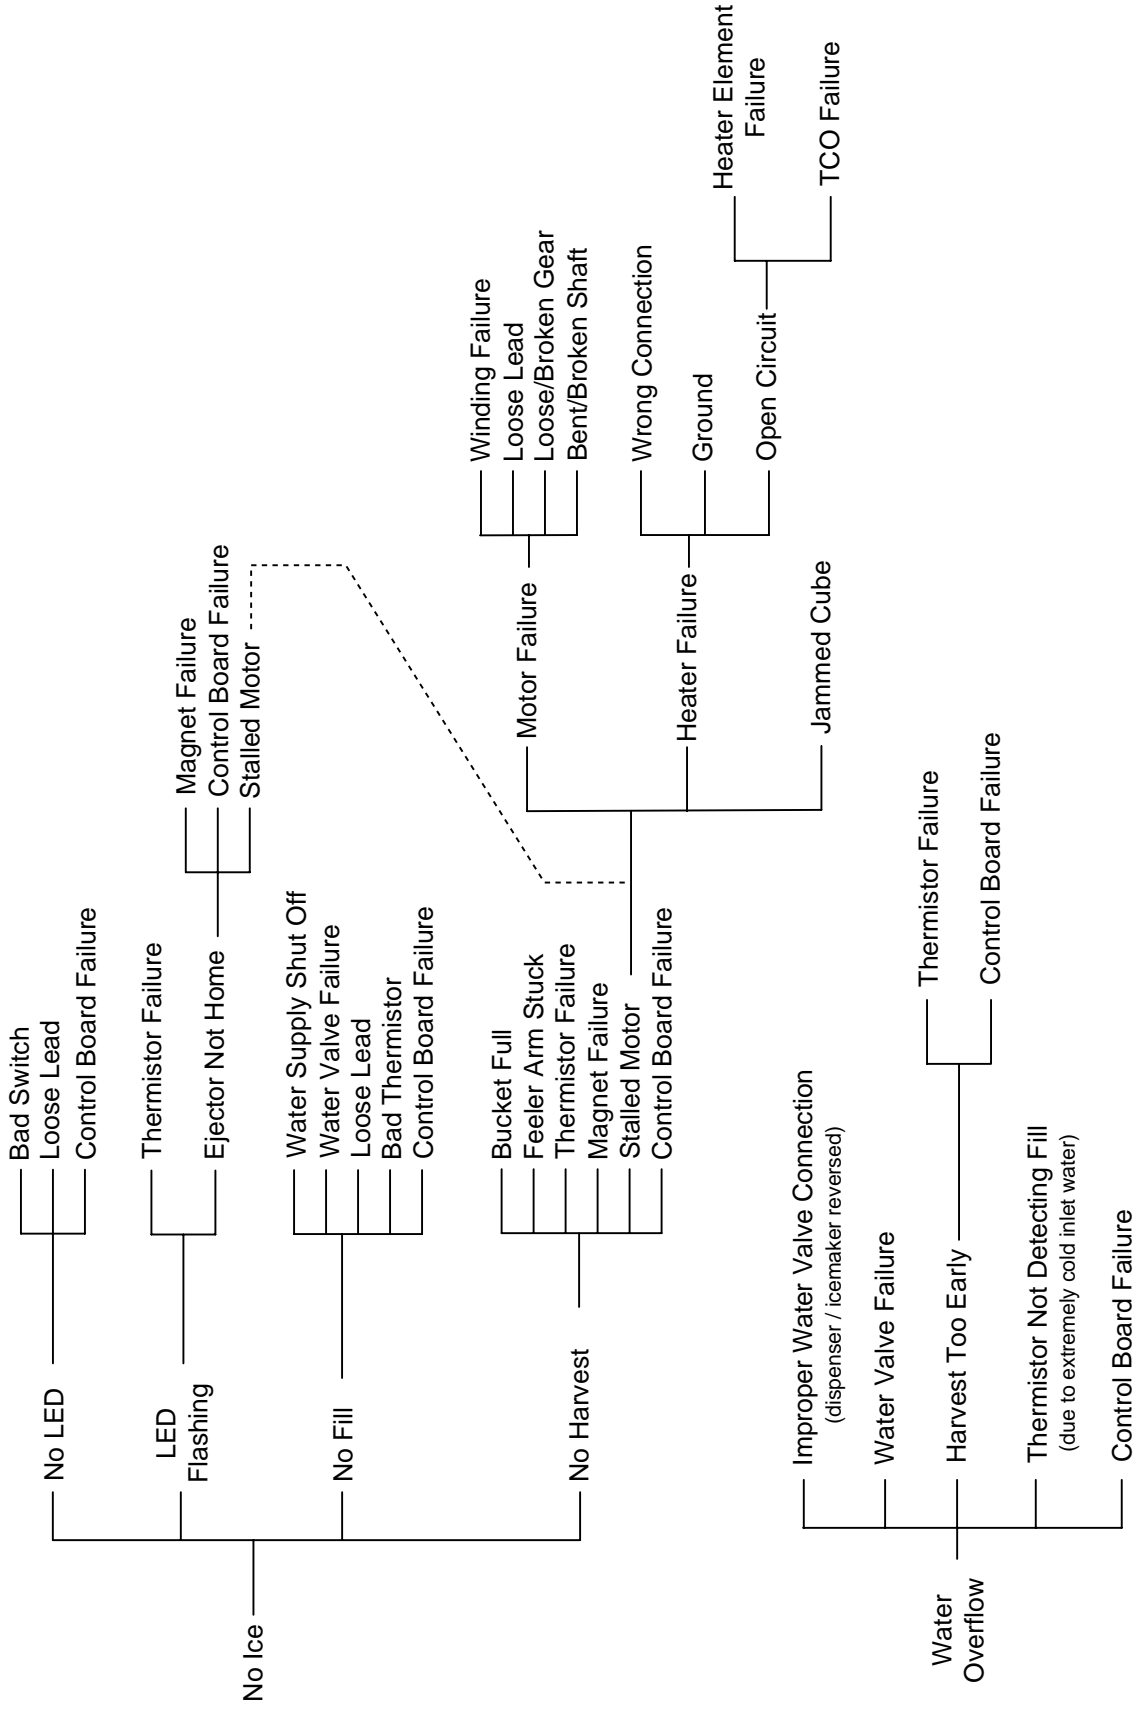 No Ice
No LED
Bad Switch
Loose Lead
Control Board Failure
LED
Flashing
Thermistor Failure
Ejector Not Home
Magnet Failure
Control Board Failure
Stalled Motor
No Fill
Water Supply Shut Off
Water Valve Failure
Loose Lead
Bad Thermistor
Control Board Failure
No Harvest
Bucket Full
Feeler Arm Stuck
Thermistor Failure
Magnet Failure
Stalled Motor
Control Board Failure
Motor Failure
Winding Failure
Loose Lead
Loose/Broken Gear
Bent/Broken Shaft
Heater Failure
Wrong Connection
Ground
Open Circuit
Heater Element
Failure
TCO Failure
Jammed Cube
Water
Overflow
Improper Water Valve Connection
(dispenser / icemaker reversed)
Water Valve Failure
Harvest Too Early
Thermistor Failure
Control Board Failure
Thermistor Not Detecting Fill
(due to extremely cold inlet water)
Control Board Failure